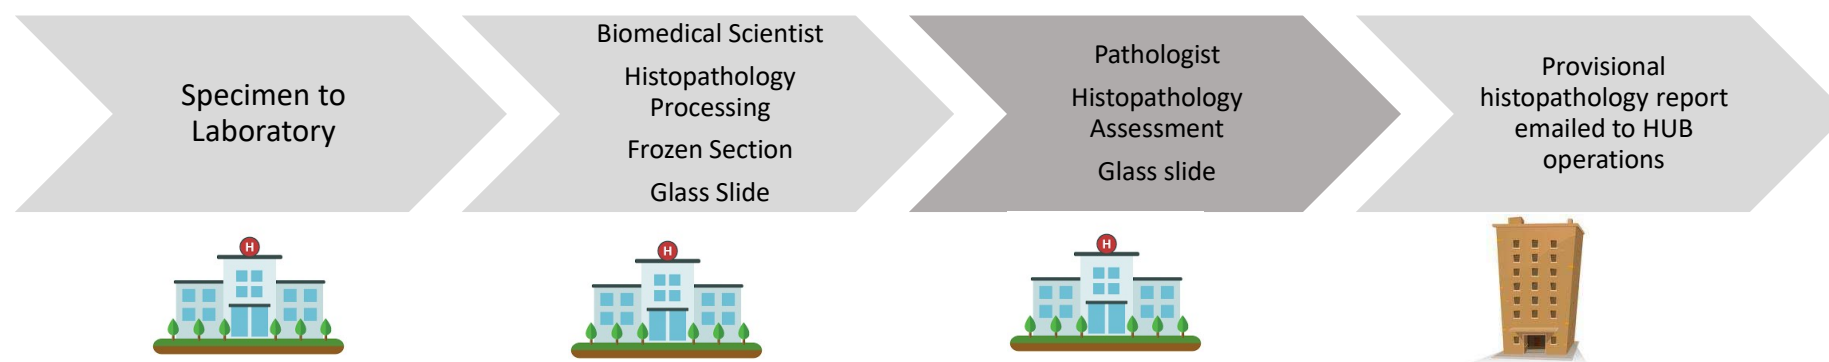 Specimen to
Laboratory
Biomedical Scientist
Histopathology
Processing
Frozen Section
Glass Slide
Pathologist
Histopathology
Assessment
Glass slide
Provisional
histopathology report
emailed to HUB
operations
H
H
H